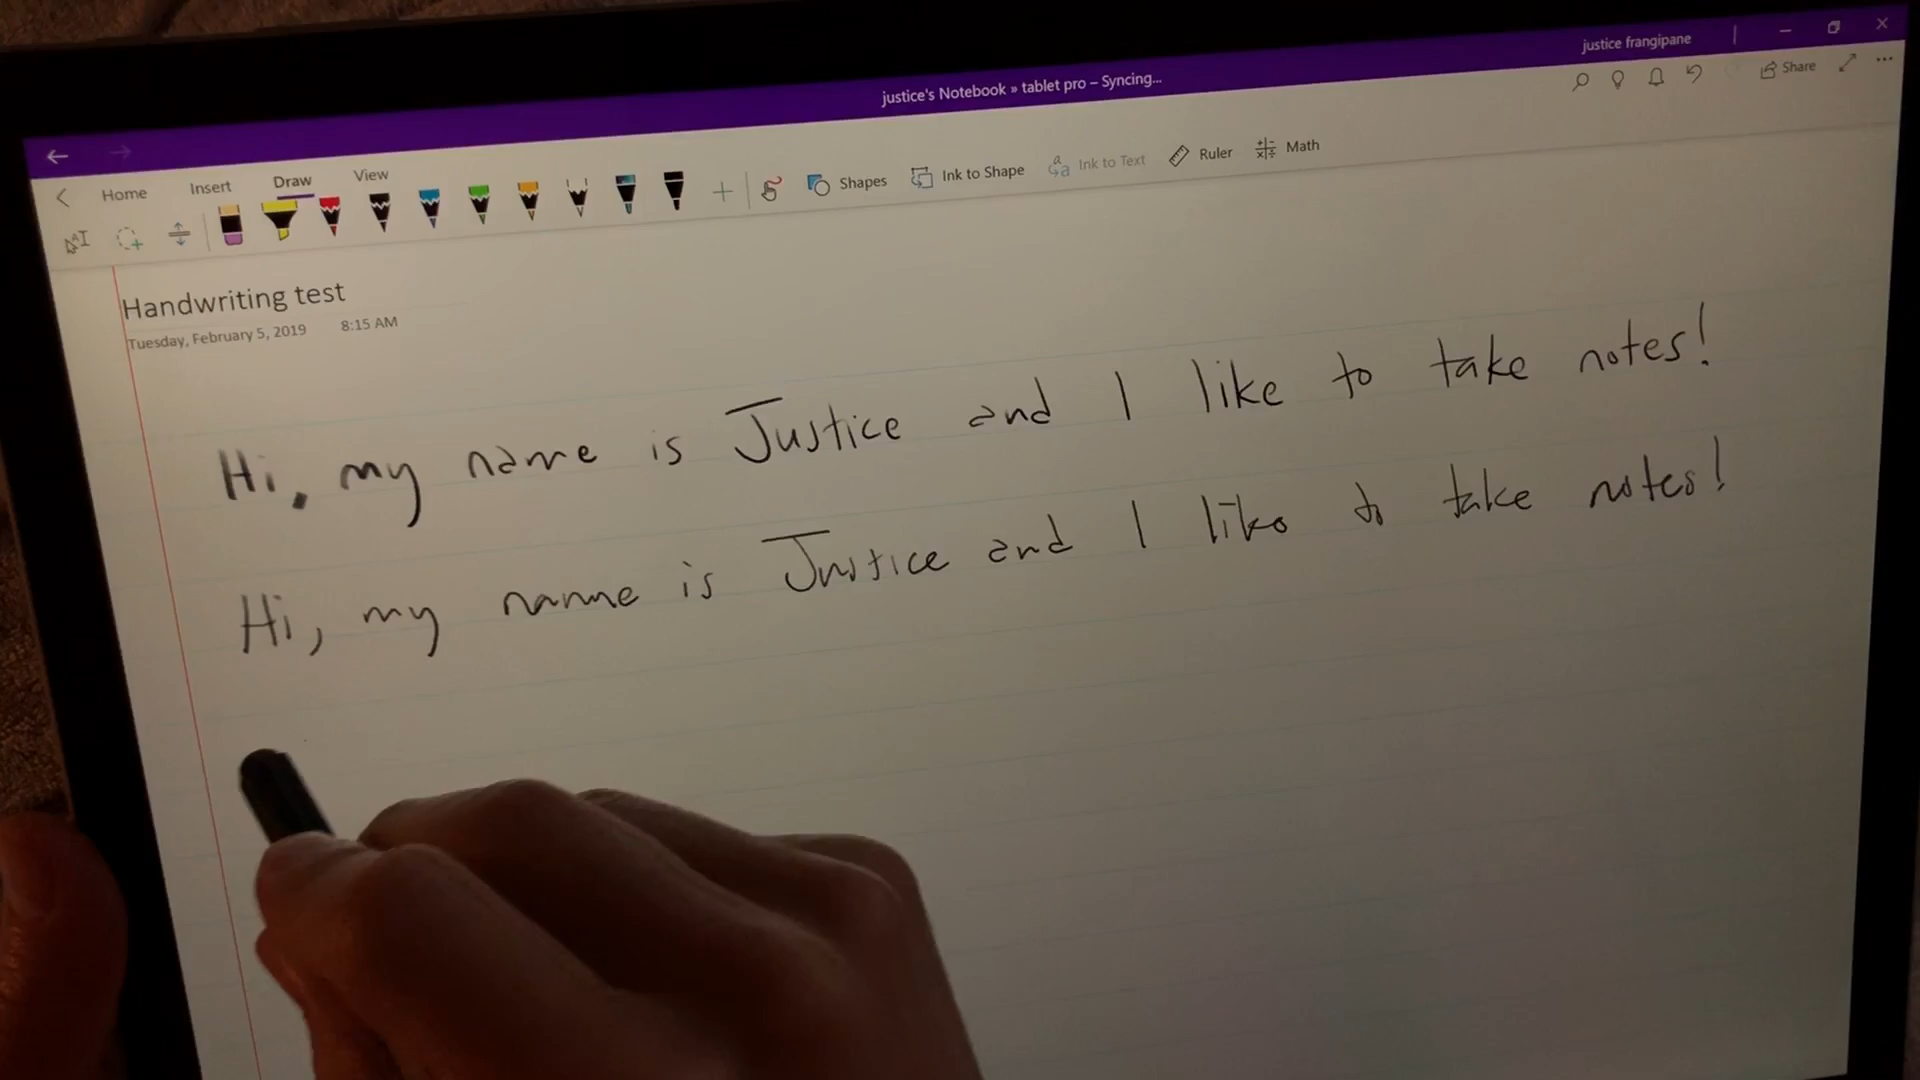 justice frangipane
justice's Notebook » tablet pro – Syncing...
Share
Home Insert Draw View
Shapes Ink to Shape Ink to Text Ruler Math
Handwriting test
Tuesday, February 5, 2019 8:15 AM
Hi, my name is Justice and I like to take notes!
Hi, my name is Justice and I like to take notes!